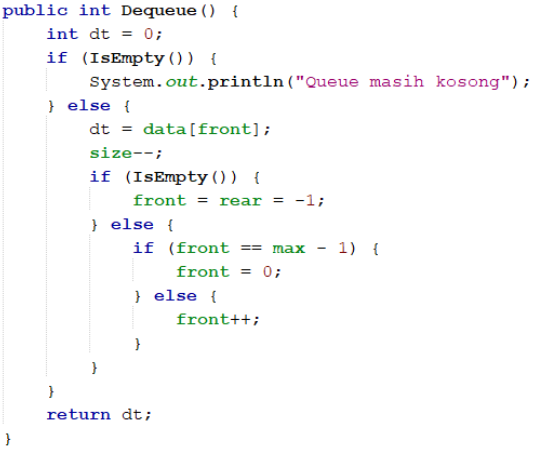 public int Dequeue() {
    int dt = 0;
    if (IsEmpty()) {
        System.out.println("Queue masih kosong");
    } else {
        dt = data[front];
        size--;
        if (IsEmpty()) {
            front = rear = -1;
        } else {
            if (front == max - 1) {
                front = 0;
            } else {
                front++;
            }
        }
    }
    return dt;
}